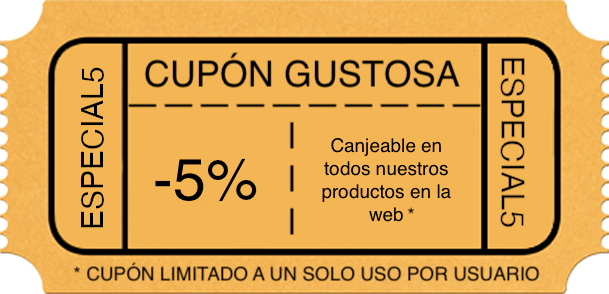 ESPECIAL5
CUPÓN GUSTOSA
-5%
Canjeable en
todos nuestros
productos en la
web *
ESPECIAL5
* CUPÓN LIMITADO A UN SOLO USO POR USUARIO